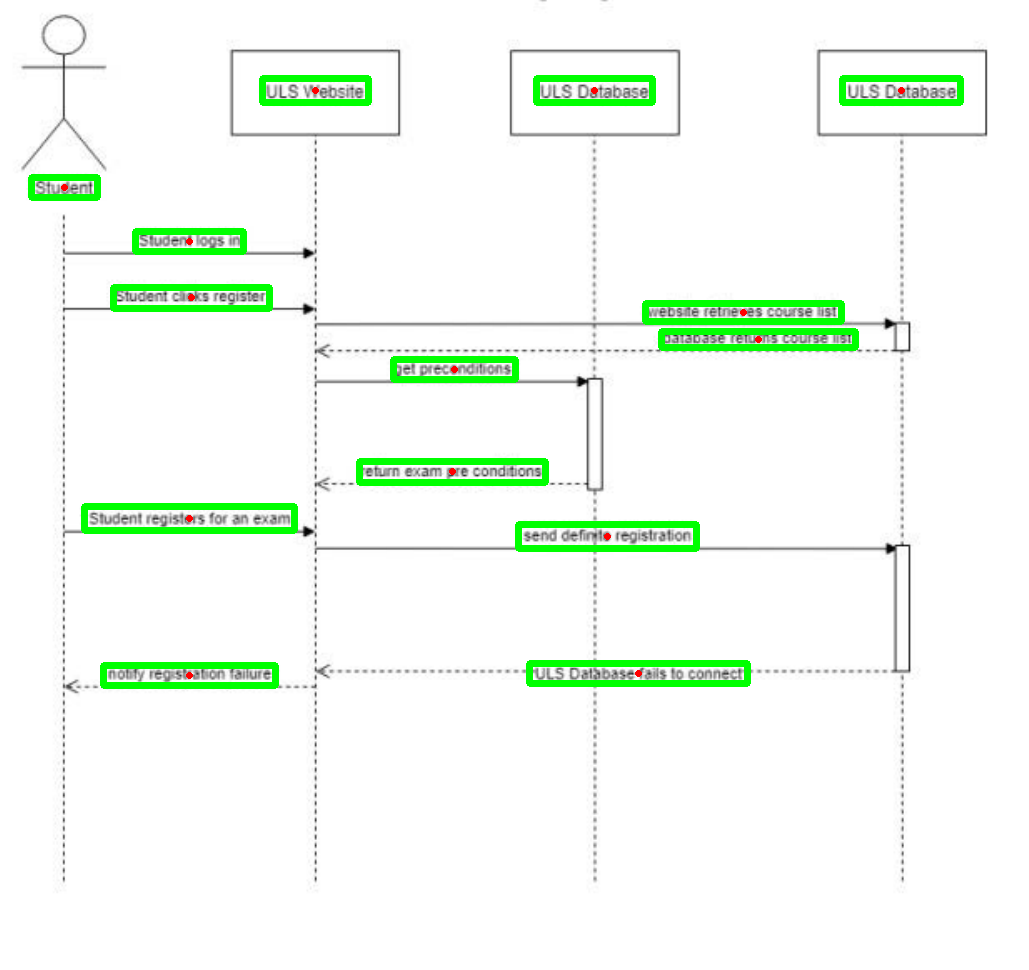 ULS Website
ULS Database
ULS Database
Student
Student logs in
Student clicks register
website retrieves course list
database returns course list
get preconditions
return exam pre conditions
Student registers for an exam
send definite registration
ULS Database fails to connect
notify registration failure